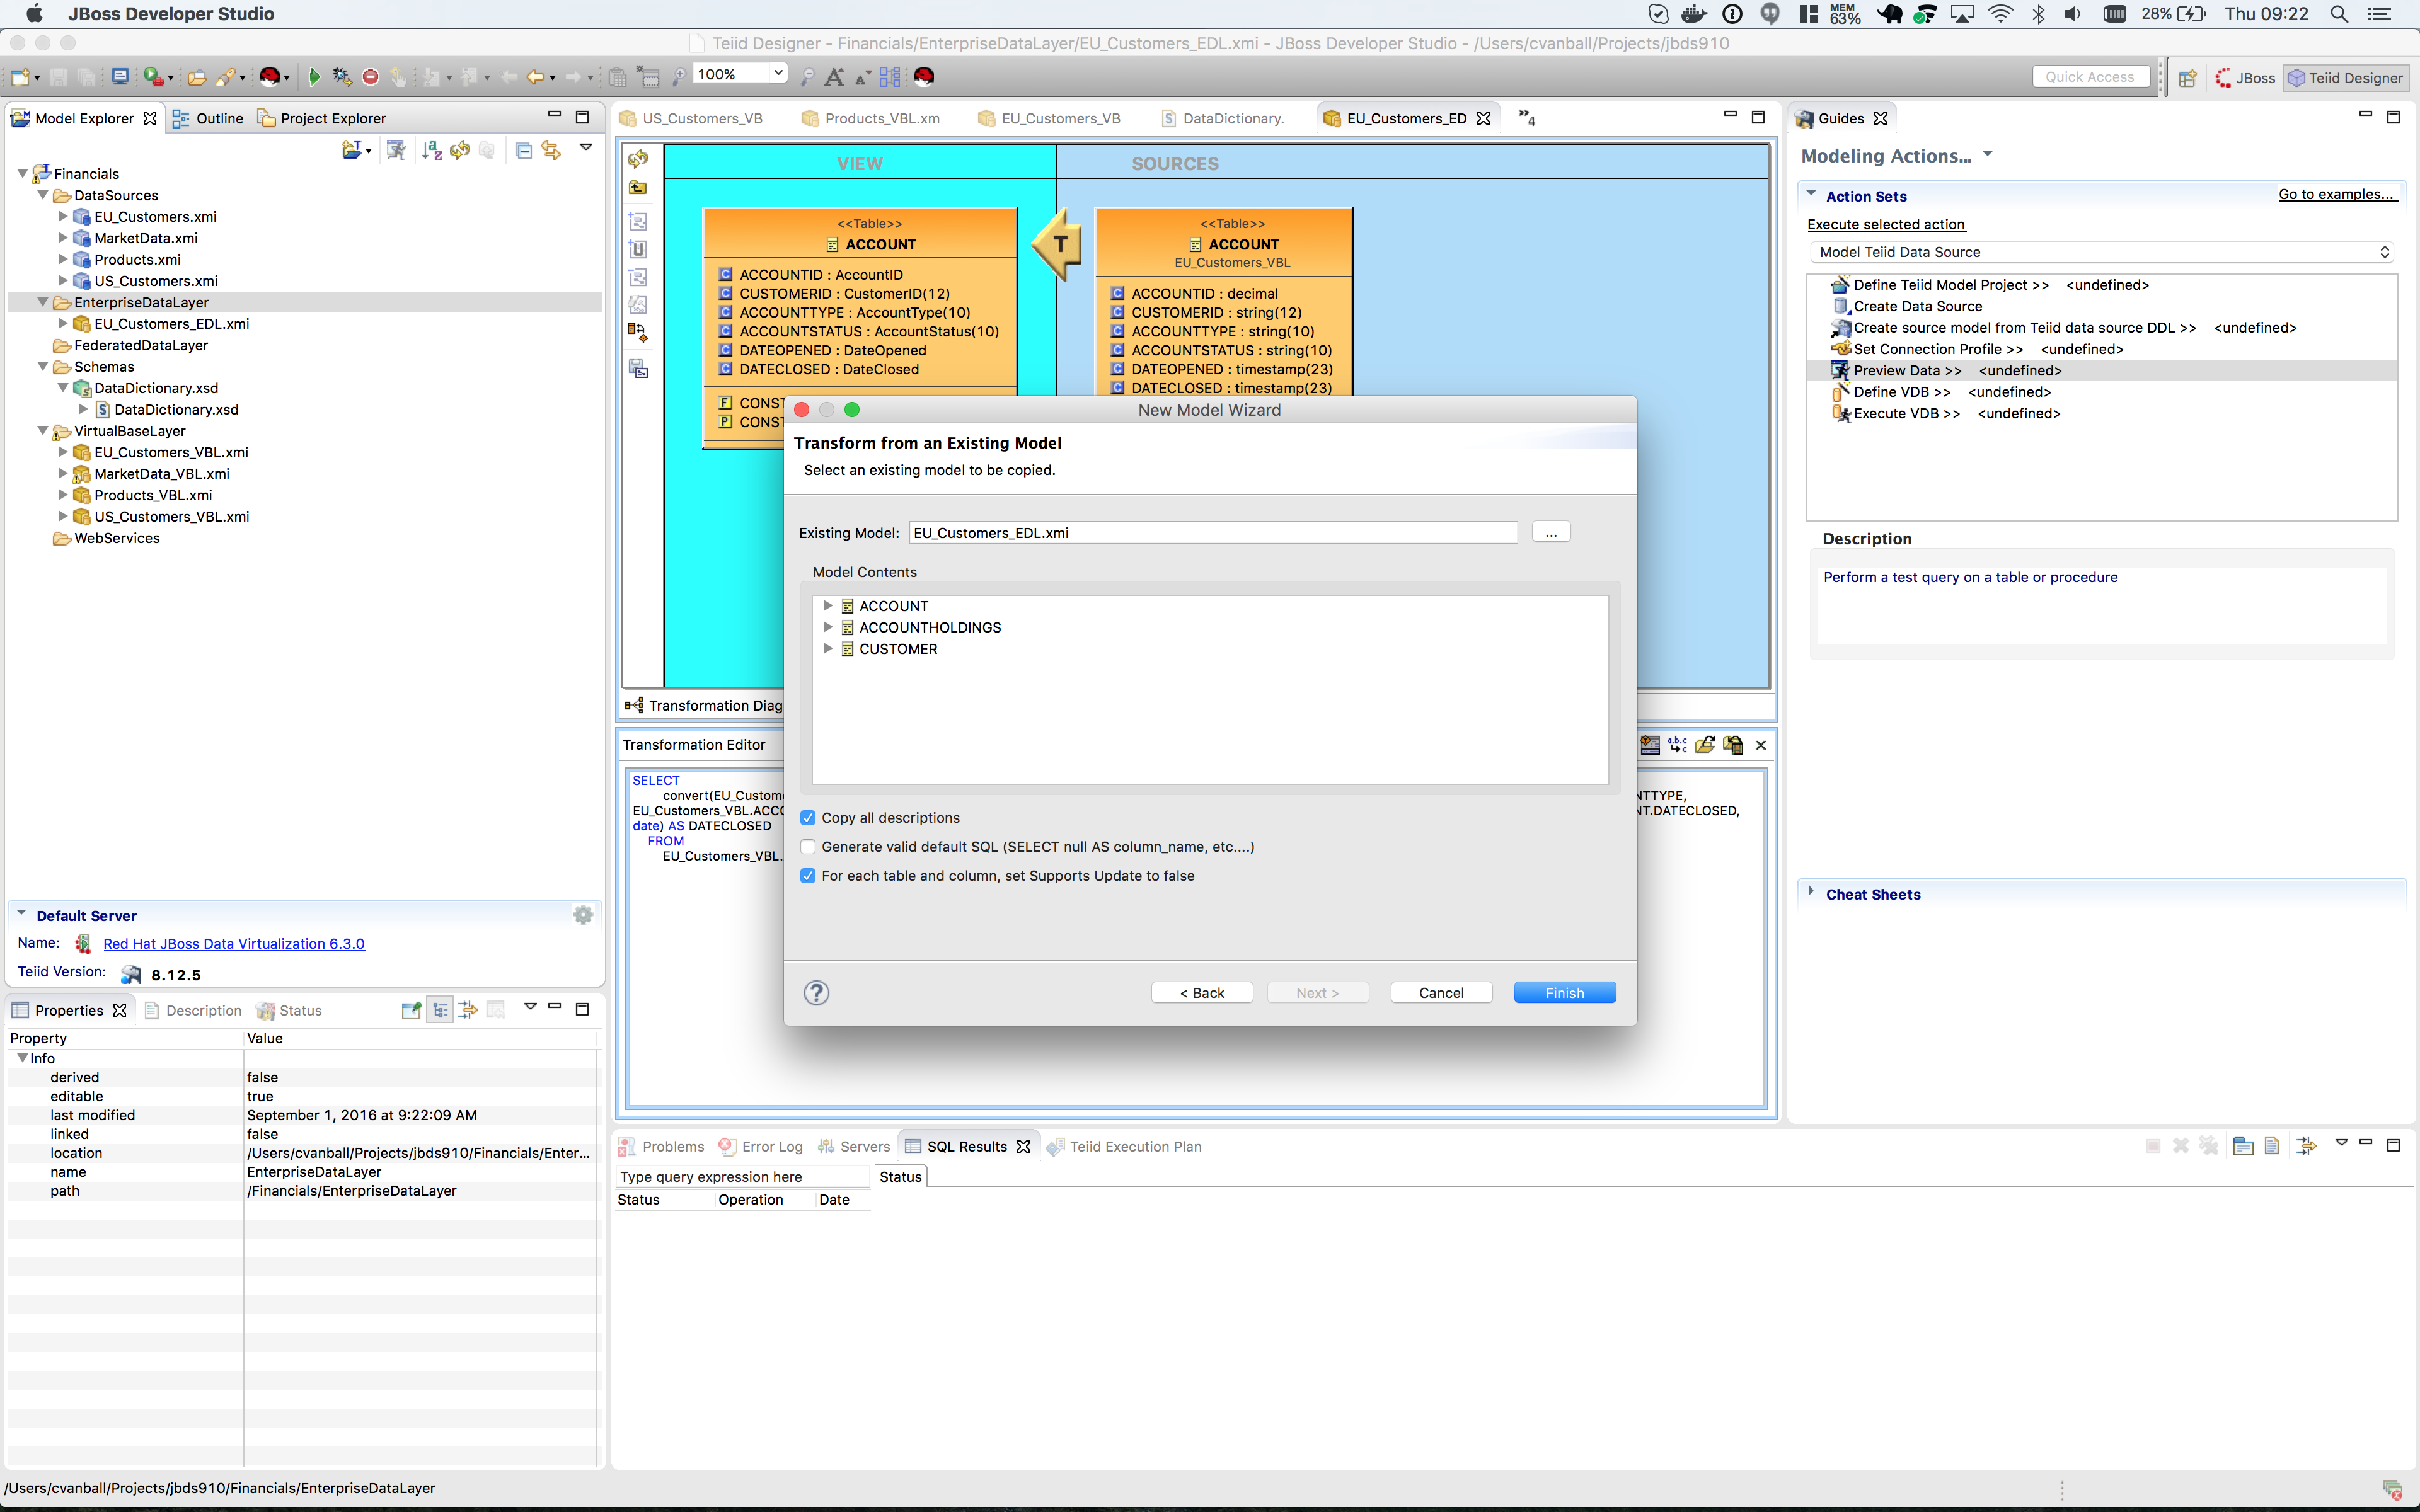 JBoss Developer Studio
MEM 63%
28%
Thu 09:22
Teiid Designer - Financials/EnterpriseDataLayer/EU_Customers_EDL.xmi - JBoss Developer Studio - /Users/cvanball/Projects/jbds910
100%
Quick Access
JBoss
Teiid Designer
Model Explorer
Outline
Project Explorer
Financials
DataSources
EU_Customers.xmi
MarketData.xmi
Products.xmi
US_Customers.xmi
EnterpriseDataLayer
EU_Customers_EDL.xmi
FederatedDataLayer
Schemas
DataDictionary.xsd
DataDictionary.xsd
VirtualBaseLayer
EU_Customers_VBL.xmi
MarketData_VBL.xmi
Products_VBL.xmi
US_Customers_VBL.xmi
WebServices
Default Server
Name: Red Hat JBoss Data Virtualization 6.3.0
Teiid Version: 8.12.5
Properties
Description
Status
Property Value
Info
derived false
editable true
last modified September 1, 2016 at 9:22:09 AM
linked false
location /Users/cvanball/Projects/jbds910/Financials/Enter...
name EnterpriseDataLayer
path /Financials/EnterpriseDataLayer
US_Customers_VB
Products_VBL.xm
EU_Customers_VB
DataDictionary.
EU_Customers_ED
»4
VIEW
SOURCES
<<Table>>
ACCOUNT
ACCOUNTID : AccountID
CUSTOMERID : CustomerID(12)
ACCOUNTTYPE : AccountType(10)
ACCOUNTSTATUS : AccountStatus(10)
DATEOPENED : DateOpened
DATECLOSED : DateClosed
F CONST
P CONST
T
<<Table>>
ACCOUNT
EU_Customers_VBL
ACCOUNTID : decimal
CUSTOMERID : string(12)
ACCOUNTTYPE : string(10)
ACCOUNTSTATUS : string(10)
DATEOPENED : timestamp(23)
DATECLOSED : timestamp(23)
Transformation Diag
Transformation Editor
SELECT
convert(EU_Custome
NTTYPE,
EU_Customers_VBL.ACCO
NT.DATECLOSED,
date) AS DATECLOSED
FROM
EU_Customers_VBL.
New Model Wizard
Transform from an Existing Model
Select an existing model to be copied.
Existing Model: EU_Customers_EDL.xmi ...
Model Contents
ACCOUNT
ACCOUNTHOLDINGS
CUSTOMER
Copy all descriptions
Generate valid default SQL (SELECT null AS column_name, etc....)
For each table and column, set Supports Update to false
?
< Back
Next >
Cancel
Finish
Problems
Error Log
Servers
SQL Results
Teiid Execution Plan
Type query expression here
Status
Status Operation Date
Guides
Modeling Actions...
Action Sets
Go to examples...
Execute selected action
Model Teiid Data Source
Define Teiid Model Project >> <undefined>
Create Data Source
Create source model from Teiid data source DDL >> <undefined>
Set Connection Profile >> <undefined>
Preview Data >> <undefined>
Define VDB >> <undefined>
Execute VDB >> <undefined>
Description
Perform a test query on a table or procedure
Cheat Sheets
/Users/cvanball/Projects/jbds910/Financials/EnterpriseDataLayer